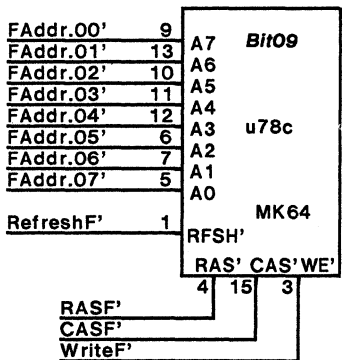 FAddr.00' 9 A7 Bit09
FAddr.01' 13 A6
FAddr.02' 10 A5
FAddr.03' 11 A4
FAddr.04' 12 A3 u78c
FAddr.05' 6 A2
FAddr.06' 7 A1
FAddr.07' 5 A0
MK64
RefreshF' 1 RFSH'
RAS' CAS' WE'
4 15 3
RASF'
CASF'
WriteF'